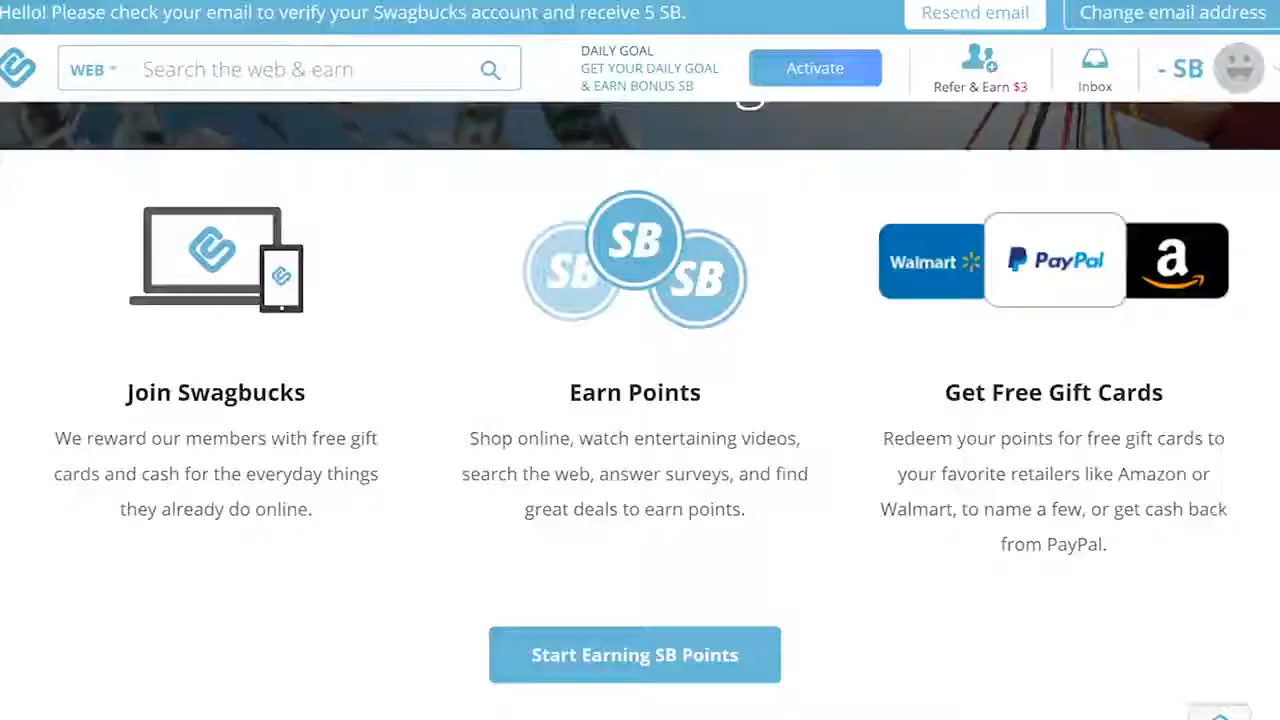 Hello! Please check your email to verify your Swagbucks account and receive 5 SB.
Resend email
Change email address
WEB
Search the web & earn
DAILY GOAL
GET YOUR DAILY GOAL
& EARN BONUS SB
Activate
Refer & Earn $3
Inbox
- SB
SB
SB
SB
Walmart
PayPal
a
Join Swagbucks
We reward our members with free gift
cards and cash for the everyday things
they already do online.
Earn Points
Shop online, watch entertaining videos,
search the web, answer surveys, and find
great deals to earn points.
Get Free Gift Cards
Redeem your points for free gift cards to
your favorite retailers like Amazon or
Walmart, to name a few, or get cash back
from PayPal.
Start Earning SB Points